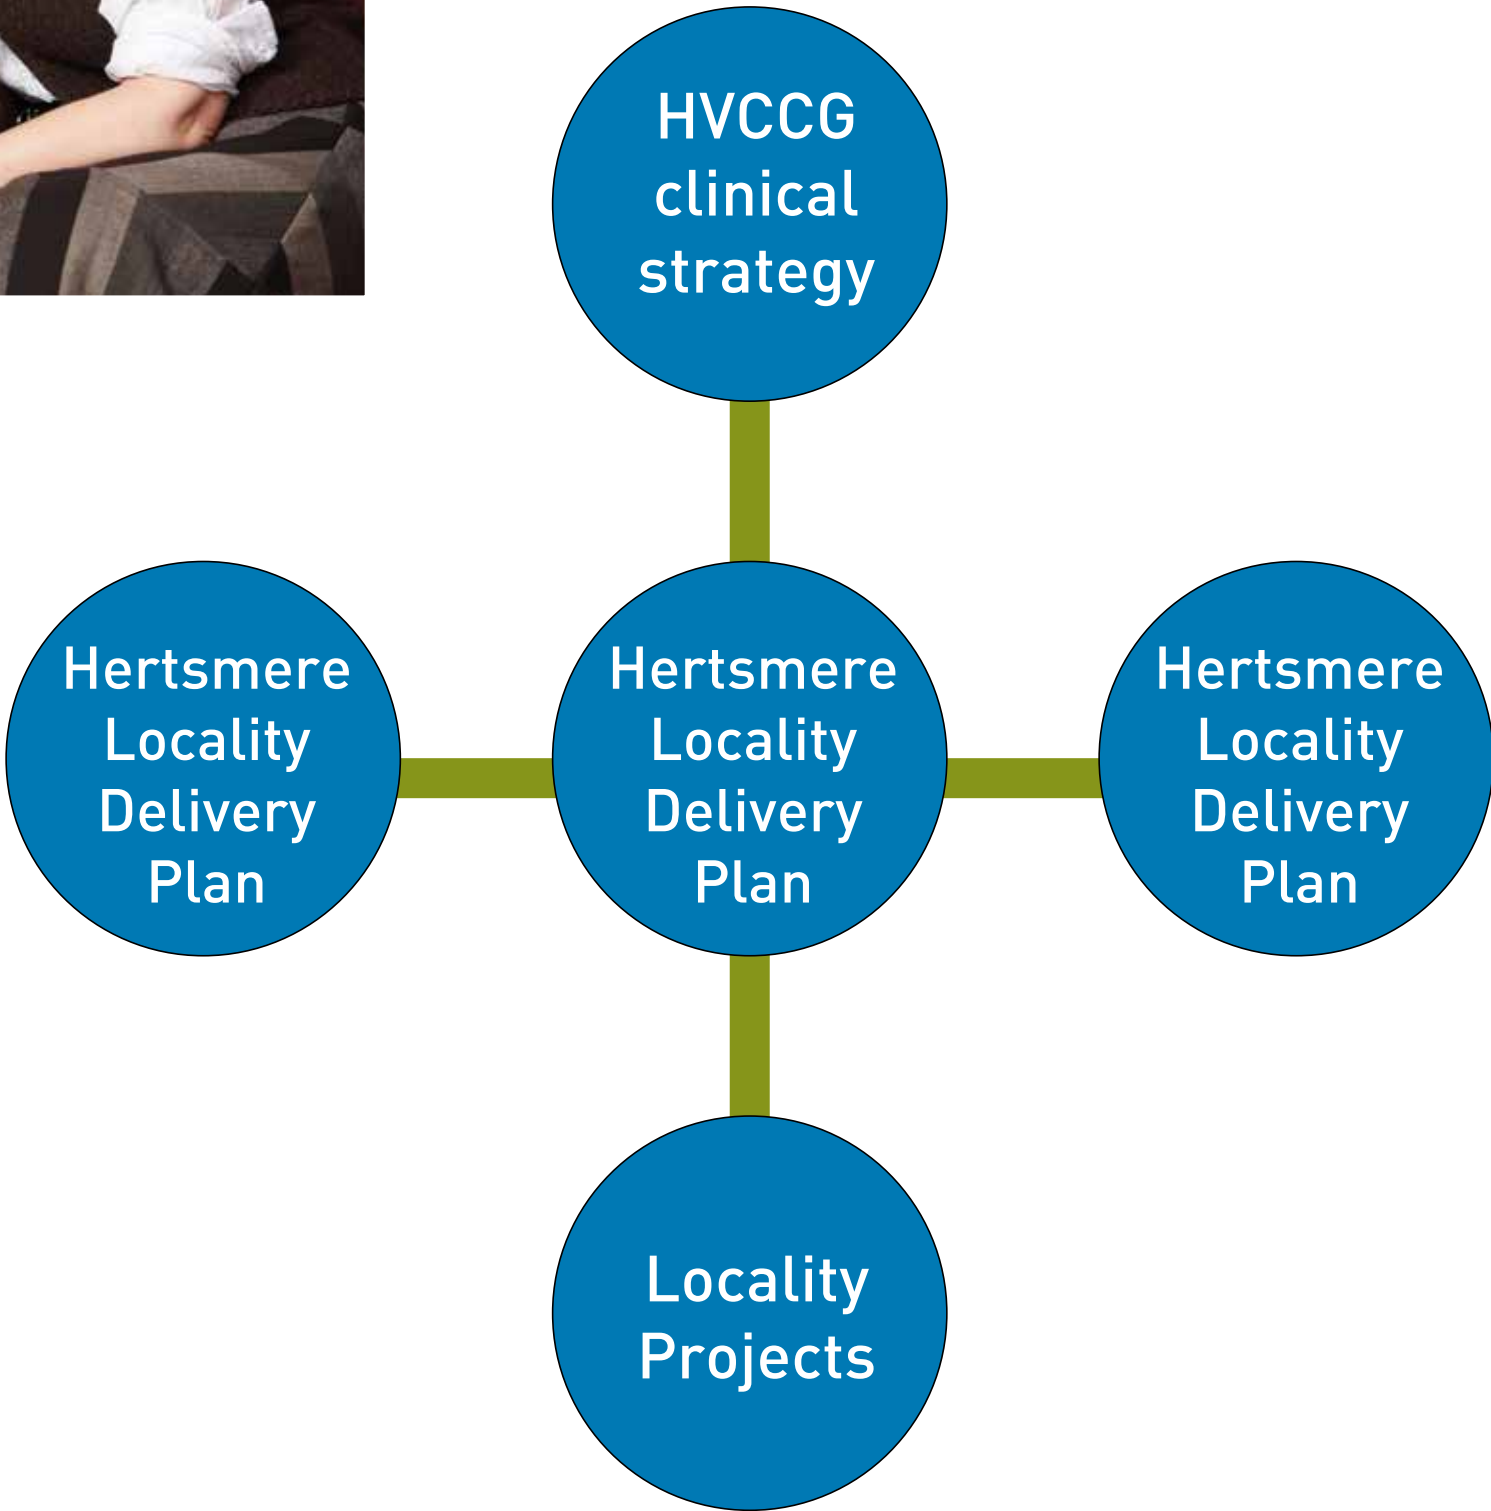 HVCCG
clinical
strategy
Hertsmere
Locality
Delivery
Plan
Hertsmere
Locality
Delivery
Plan
Hertsmere
Locality
Delivery
Plan
Locality
Projects